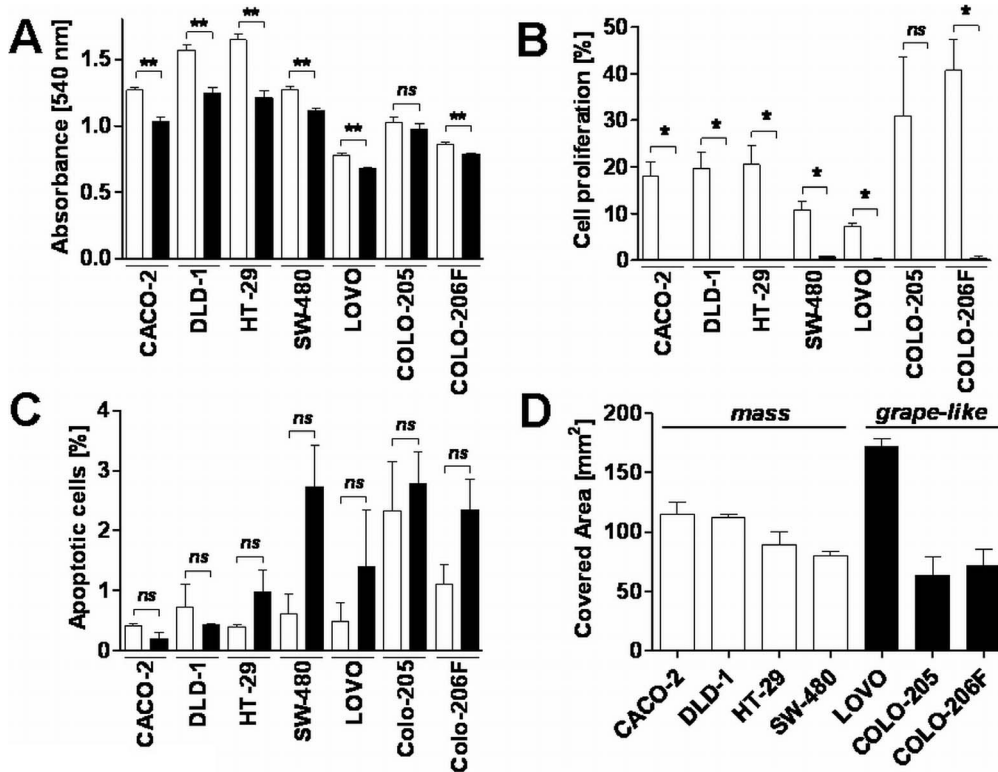 A
Absorbance [540 nm]
1.5
1.0
0.5
0.0
** ** ** ** ** ns **
CACO-2
DLD-1
HT-29
SW-480
LOVO
COLO-205
COLO-206F
B
Cell proliferation [%]
50
40
30
20
10
0
* * * * * ns *
CACO-2
DLD-1
HT-29
SW-480
LOVO
COLO-205
COLO-206F
C
Apoptotic cells [%]
4
3
2
1
0
ns ns ns ns ns ns ns
CACO-2
DLD-1
HT-29
SW-480
LOVO
Colo-205
Colo-206F
D
Covered Area [mm²]
200
150
100
50
0
mass
grape-like
CACO-2
DLD-1
HT-29
SW-480
LOVO
COLO-205
COLO-206F